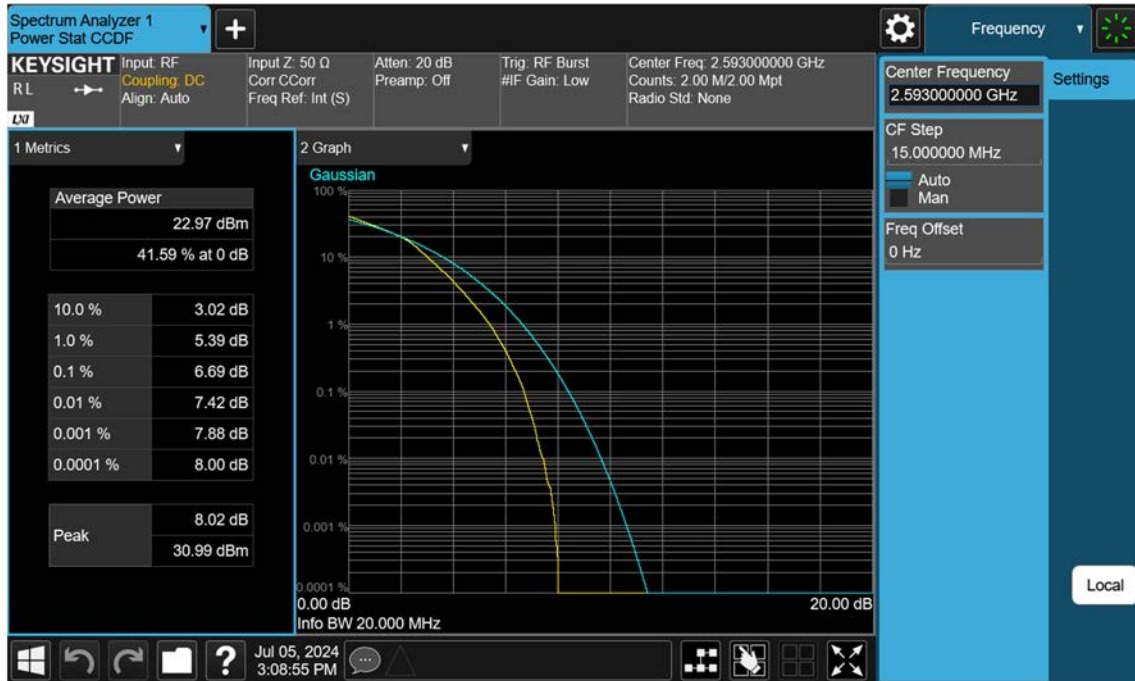 Spectrum Analyzer 1
Power Stat CCDF
Frequency
KEYSIGHT
RL
LXI
Input: RF
Coupling: DC
Align: Auto
Input Z: 50 Ω
Corr CCorr
Freq Ref: Int (S)
Atten: 20 dB
Preamp: Off
Trig: RF Burst
#IF Gain: Low
Center Freq: 2.593000000 GHz
Counts: 2.00 M/2.00 Mpt
Radio Std: None
Center Frequency
2.593000000 GHz
Settings
CF Step
15.000000 MHz
Auto
Man
Freq Offset
0 Hz
1 Metrics
Average Power
22.97 dBm
41.59 % at 0 dB
10.0 % 3.02 dB
1.0 % 5.39 dB
0.1 % 6.69 dB
0.01 % 7.42 dB
0.001 % 7.88 dB
0.0001 % 8.00 dB
Peak
8.02 dB
30.99 dBm
2 Graph
Gaussian
100 %
10 %
1 %
0.1 %
0.01 %
0.001 %
0.0001 %
0.00 dB 20.00 dB
Info BW 20.000 MHz
Local
?
Jul 05, 2024
3:08:55 PM